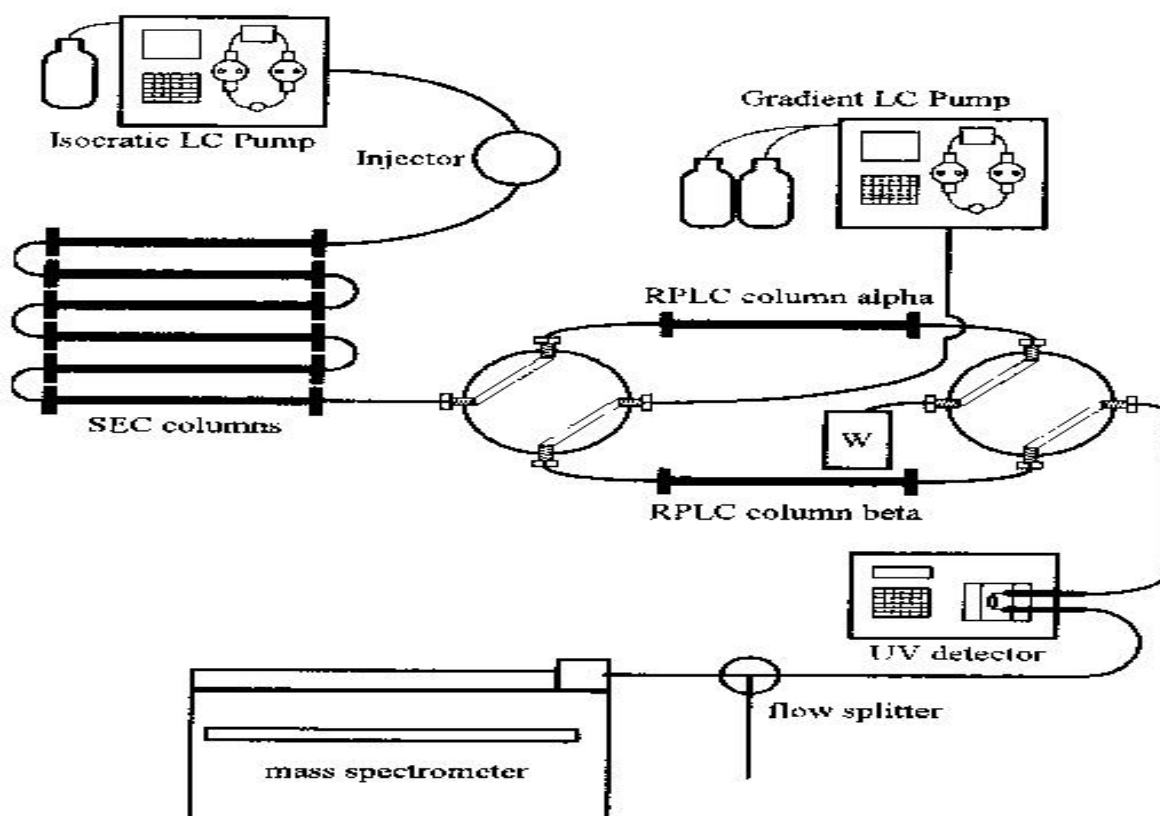 Isocratic LC Pump
Injector
Gradient LC Pump
RPLC column alpha
SEC columns
W
RPLC column beta
UV detector
flow splitter
mass spectrometer